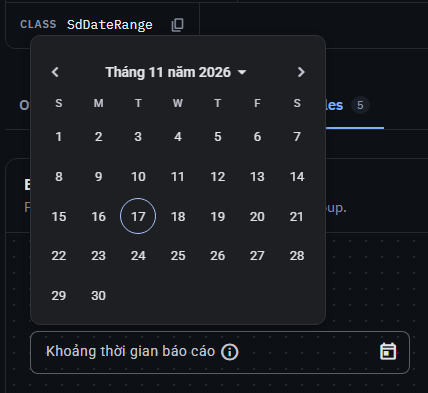 CLASS SdDateRange
Tháng 11 năm 2026
S M T W T F S
1 2 3 4 5 6 7
8 9 10 11 12 13 14
15 16 17 18 19 20 21
22 23 24 25 26 27 28
29 30
5
Khoảng thời gian báo cáo